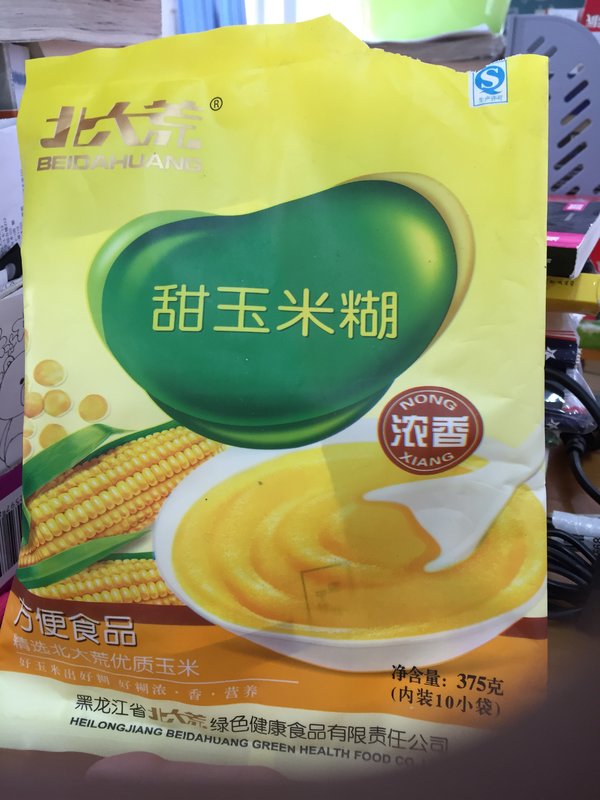 北大荒®
BEIDAHUANG
甜玉米糊
NONG
浓香
XIANG
方便食品
精选北大荒优质玉米
好玉米出好糊 好糊浓·香·营养
净含量：375克
（内装10小袋）
黑龙江省北大荒绿色健康食品有限责任公司
HEILONGJIANG BEIDAHUANG GREEN HEALTH FOOD CO